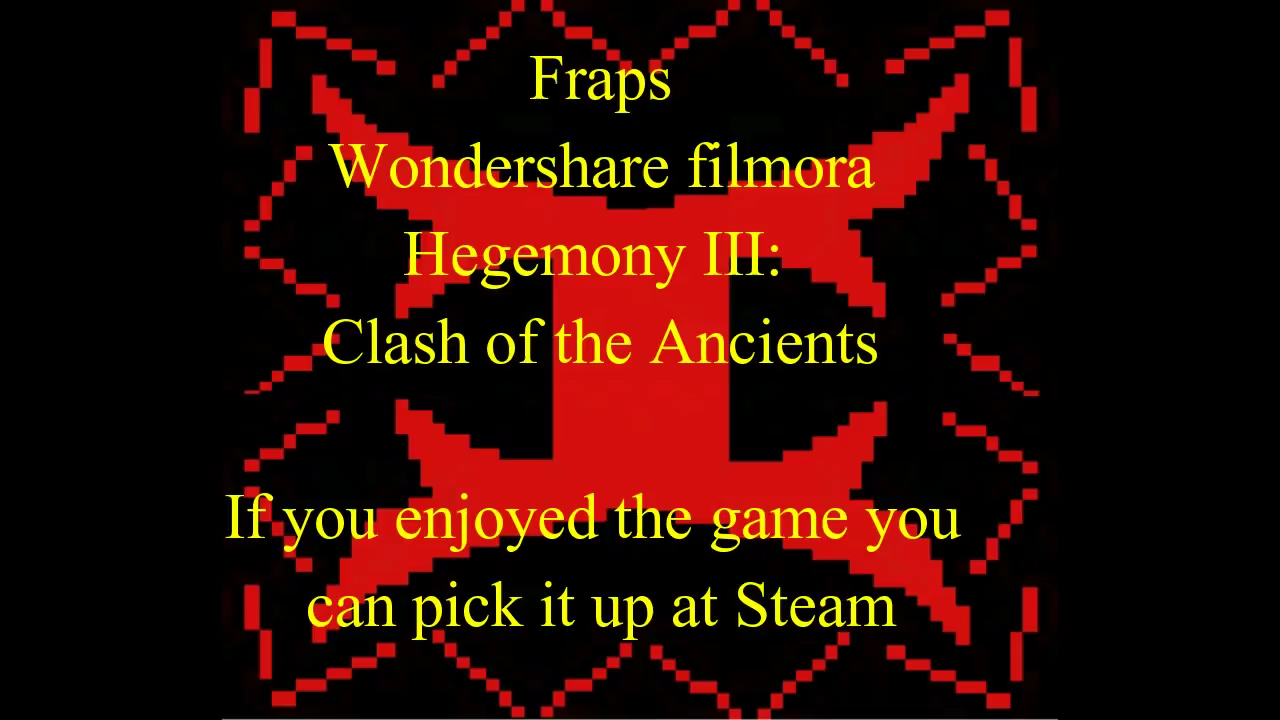 Fraps
Wondershare filmora
Hegemony III:
Clash of the Ancients
If you enjoyed the game you
can pick it up at Steam